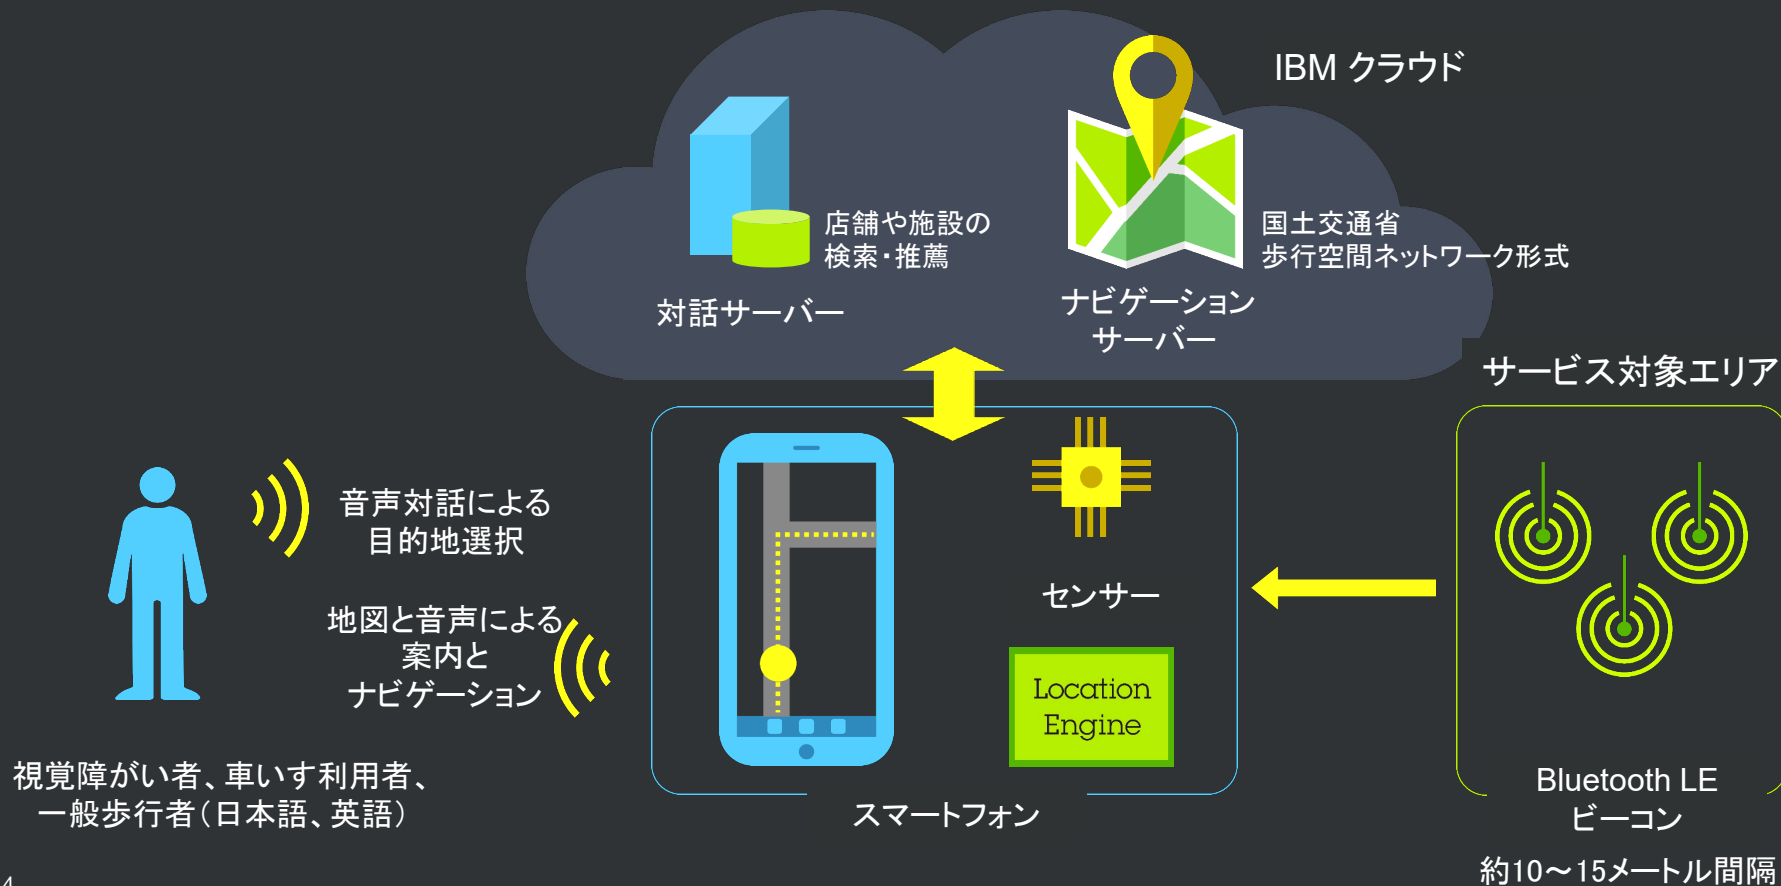 IBM クラウド
店舗や施設の
検索・推薦
対話サーバー
国土交通省
歩行空間ネットワーク形式
ナビゲーション
サーバー
サービス対象エリア
音声対話による
目的地選択
地図と音声による
案内と
ナビゲーション
センサー
Location
Engine
視覚障がい者、車いす利用者、
一般歩行者（日本語、英語）
スマートフォン
Bluetooth LE
ビーコン
約10～15メートル間隔
4